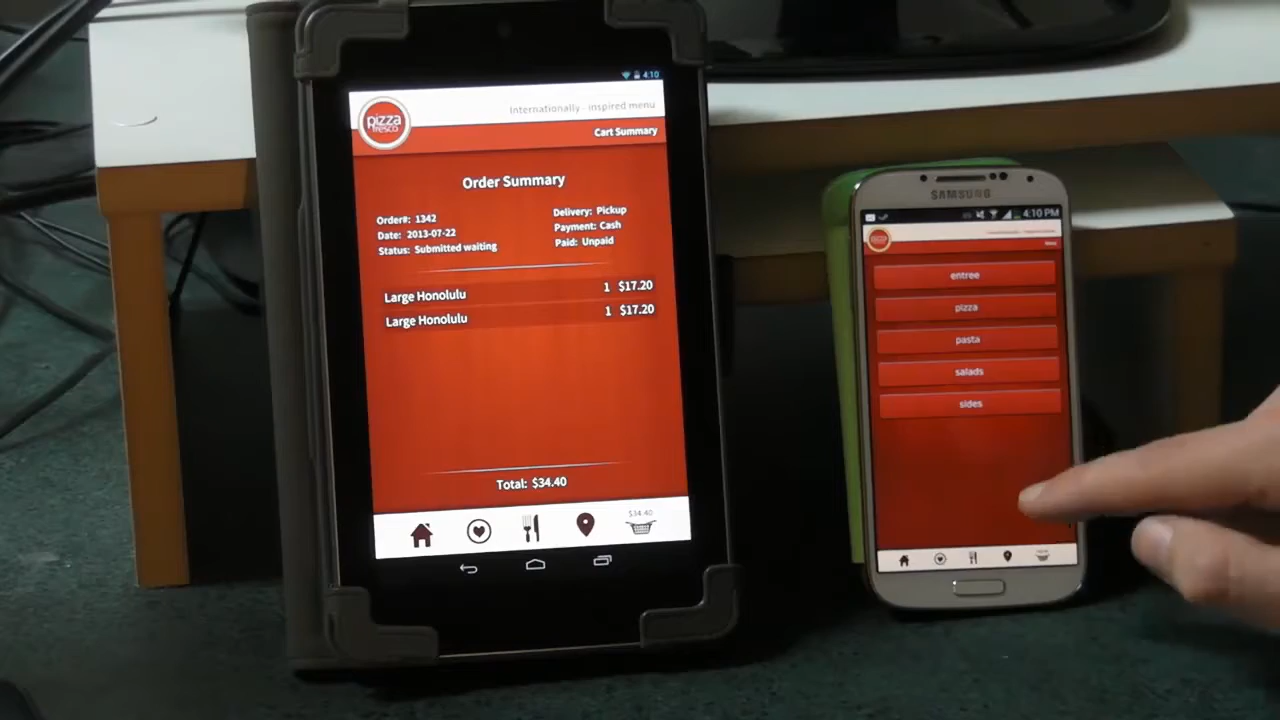 4:10
pizza
fresco
Internationally - inspired menu
Cart Summary
Order Summary
Order#: 1342
Date: 2013-07-22
Status: Submitted waiting
Delivery: Pickup
Payment: Cash
Paid: Unpaid
Large Honolulu 1 $17.20
Large Honolulu 1 $17.20
Total: $34.40
$34.40
SAMSUNG
4:10 PM
entree
pizza
pasta
salads
sides